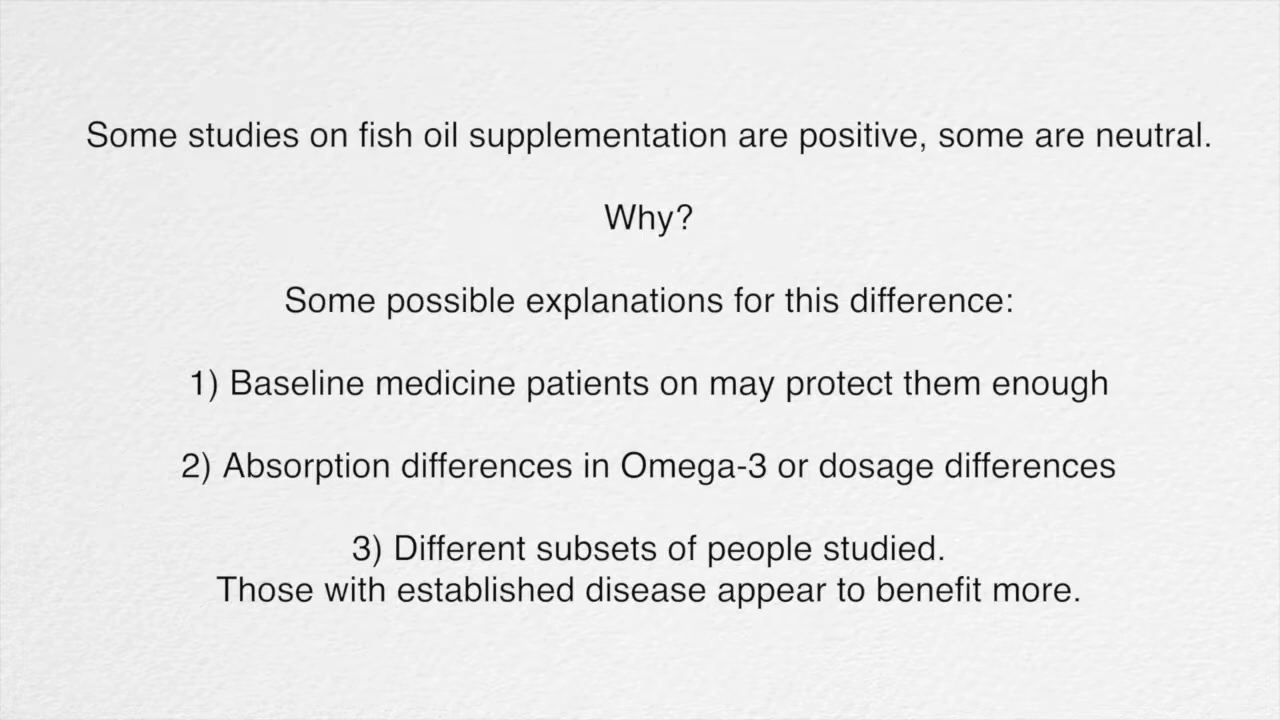 Some studies on fish oil supplementation are positive, some are neutral.
Why?
Some possible explanations for this difference:
1) Baseline medicine patients on may protect them enough
2) Absorption differences in Omega-3 or dosage differences
3) Different subsets of people studied.
Those with established disease appear to benefit more.